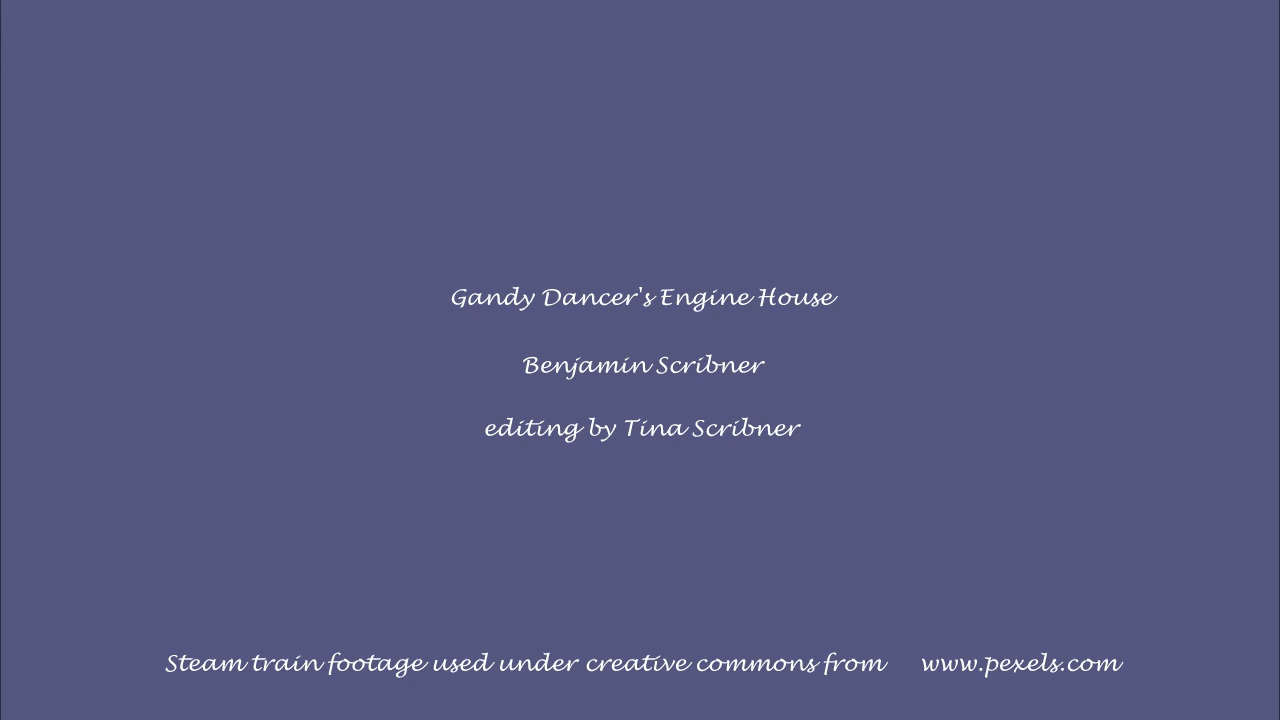 Gandy Dancer's Engine House
Benjamin Scribner
editing by Tina Scribner
Steam train footage used under creative commons from www.pexels.com